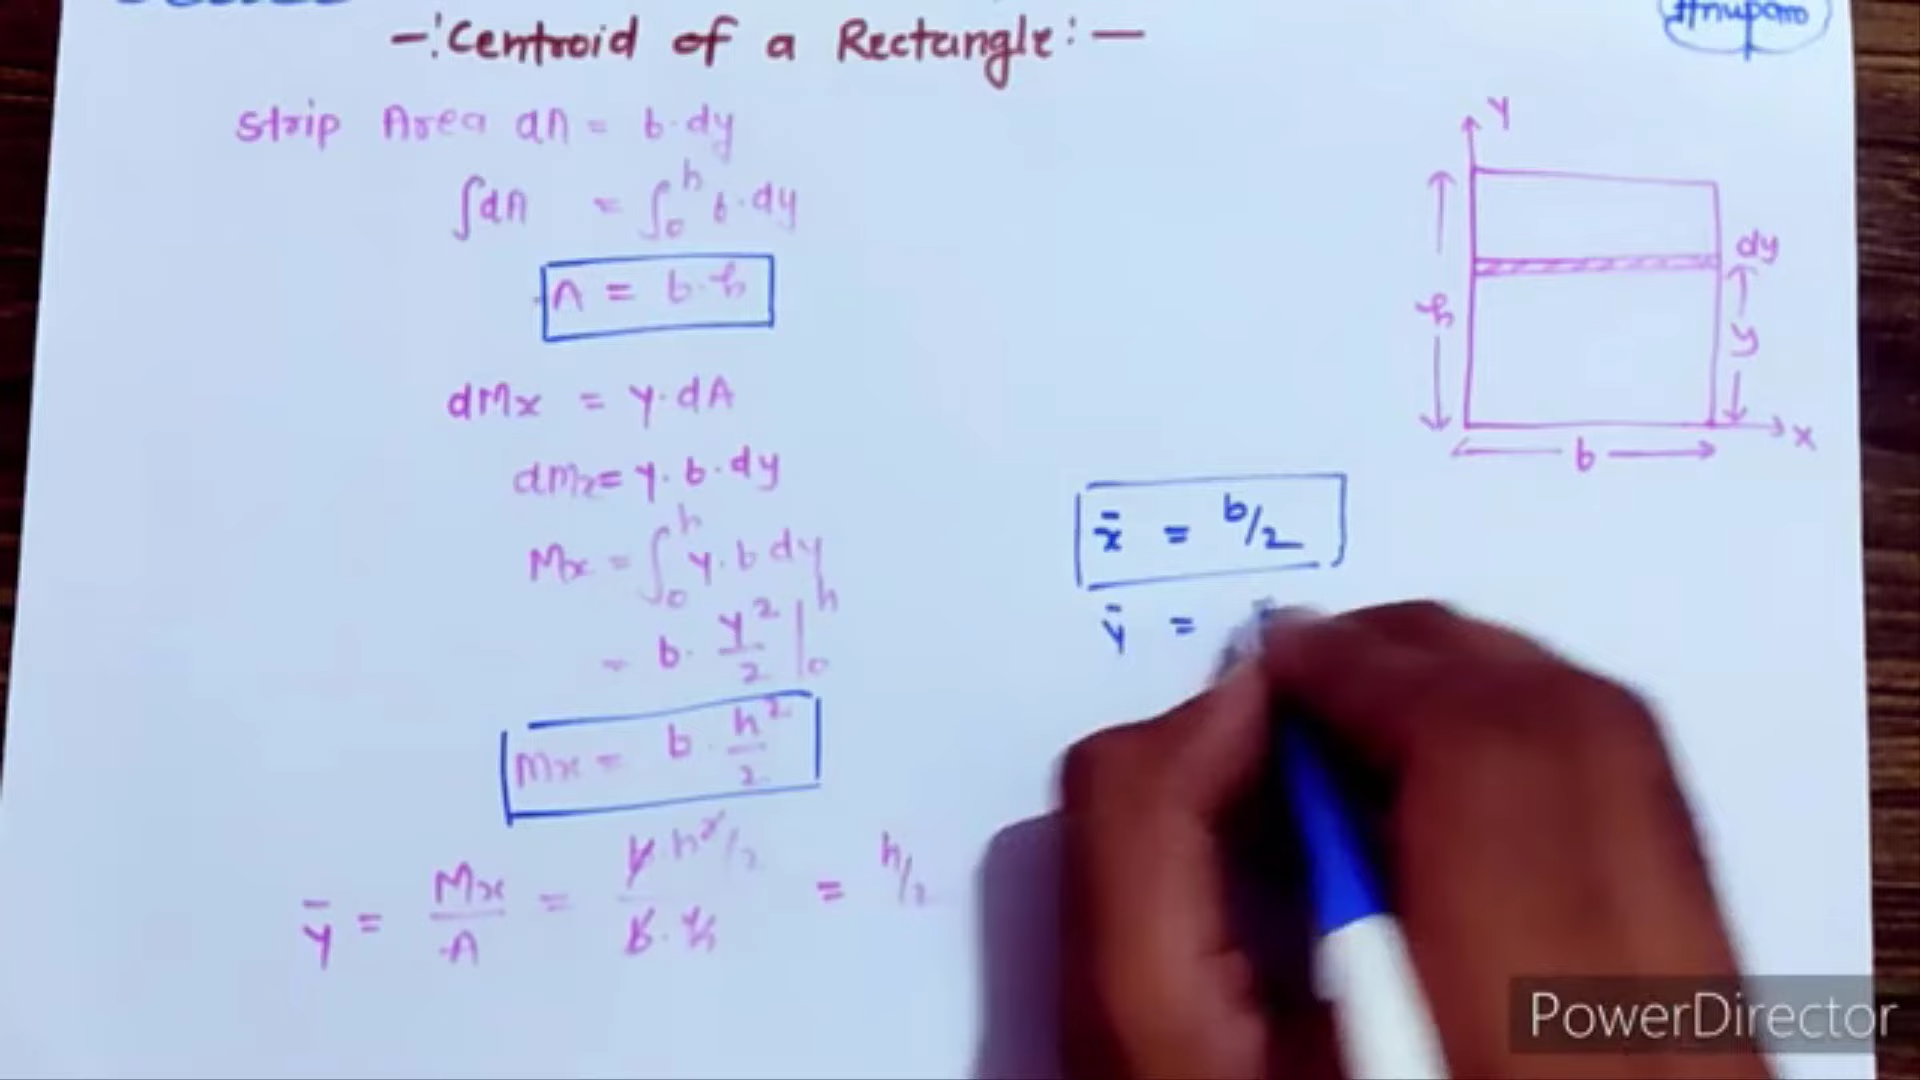 -:Centroid of a Rectangle:-
Anupam
Strip Area dA = b·dy
∫dA = ∫₀ʰ b·dy
A = b·h
dMx = y·dA
dMx = y·b·dy
Mx = ∫₀ʰ y·b dy
= b· y²/2 |₀ʰ
Mx = b· h²/2
ȳ = Mx/A = b·h²/2 / b·h = h/2
Y
dy
h
y
b
x
x̄ = b/2
ȳ =
PowerDirector